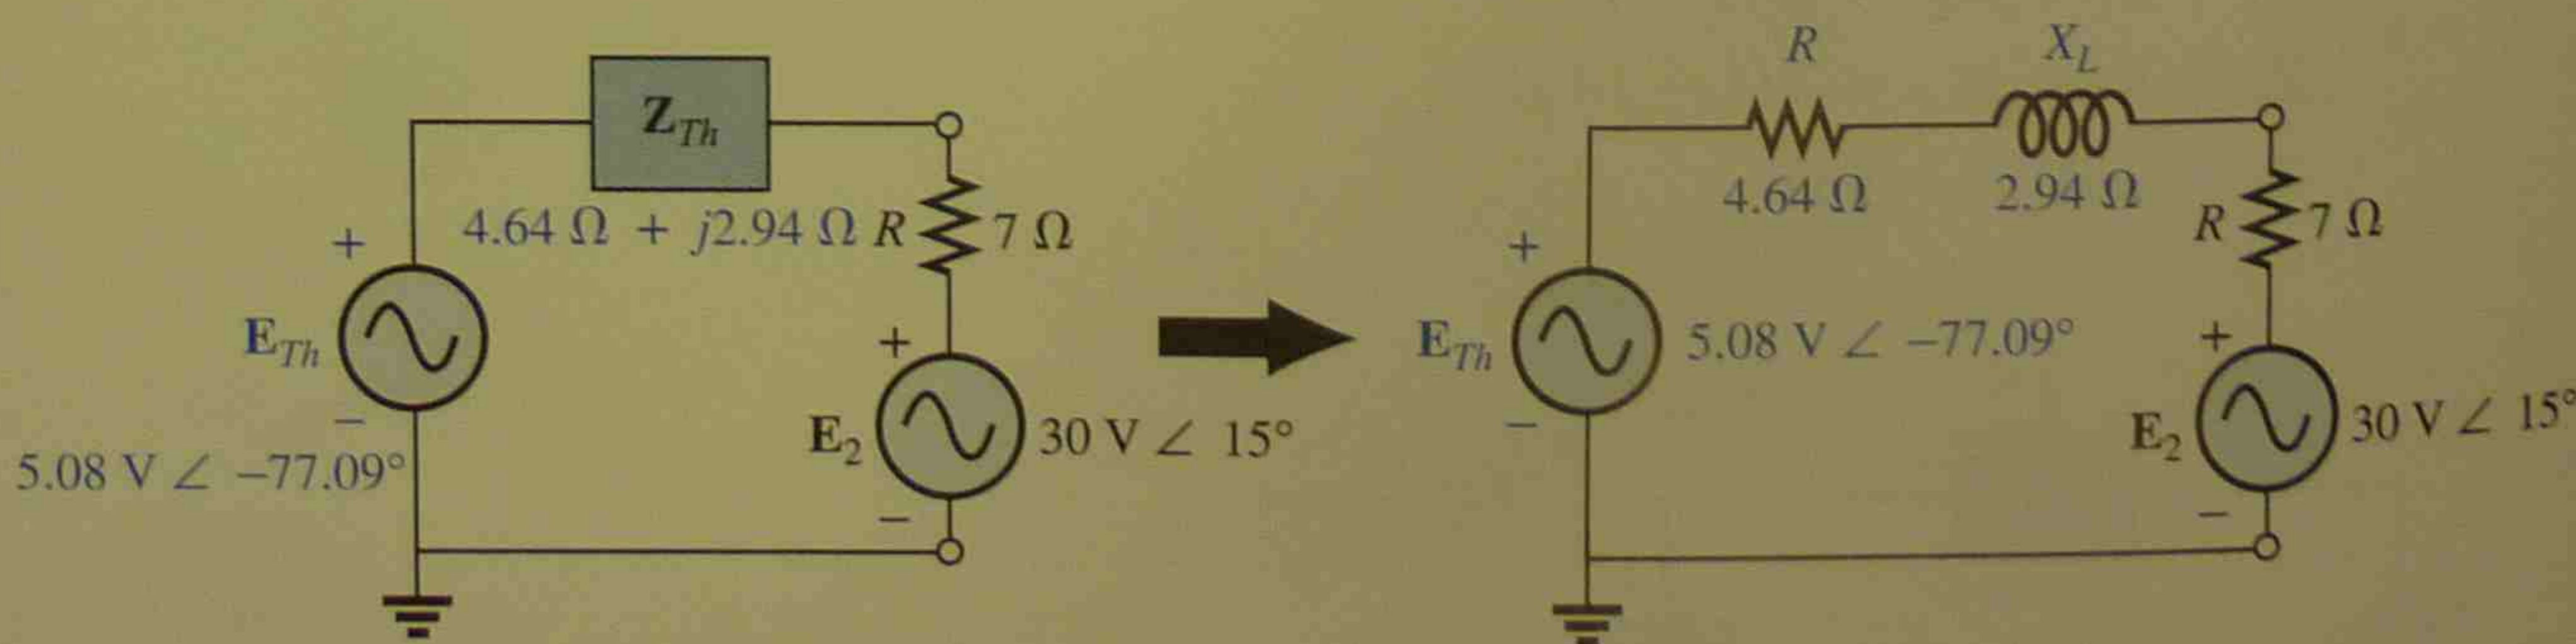 Z_Th
4.64 Ω + j2.94 Ω
R
7 Ω
+
E_Th
−
5.08 V ∠ −77.09°
+
E_2
30 V ∠ 15°
−
R
4.64 Ω
X_L
2.94 Ω
R
7 Ω
+
E_Th
5.08 V ∠ −77.09°
−
+
E_2
30 V ∠ 15°
−